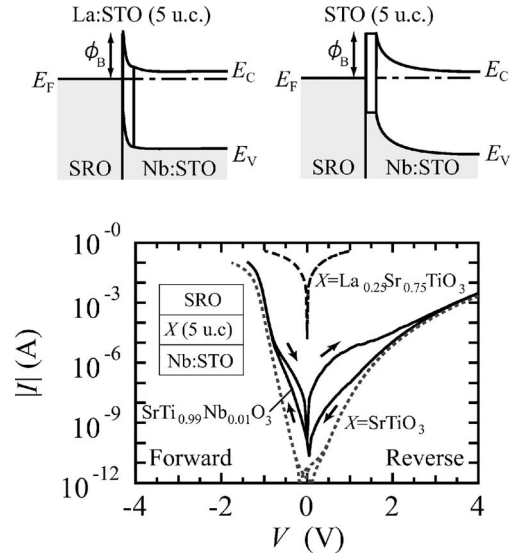 La:STO (5 u.c.)
STO (5 u.c.)
ϕB
EF
EC
EV
SRO
Nb:STO
ϕB
EF
EC
EV
SRO
Nb:STO
|I| (A)
10⁻⁰
10⁻³
10⁻⁶
10⁻⁹
10⁻¹²
X=La0.25Sr0.75TiO3
SRO
X (5 u.c)
Nb:STO
SrTi0.99Nb0.01O3
X=SrTiO3
Forward
Reverse
−4
−2
0
2
4
V (V)